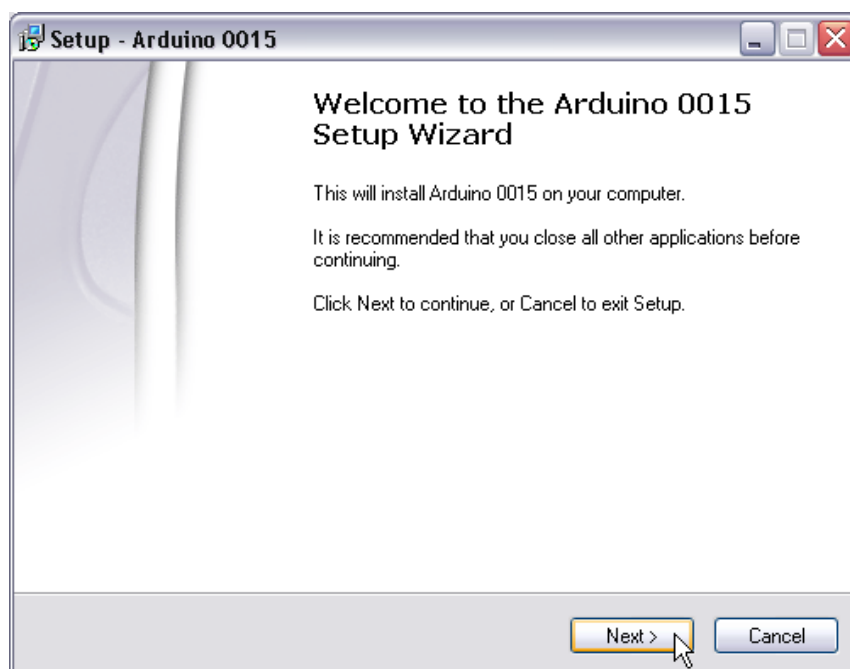 Setup - Arduino 0015
Welcome to the Arduino 0015
Setup Wizard
This will install Arduino 0015 on your computer.
It is recommended that you close all other applications before
continuing.
Click Next to continue, or Cancel to exit Setup.
Next >
Cancel